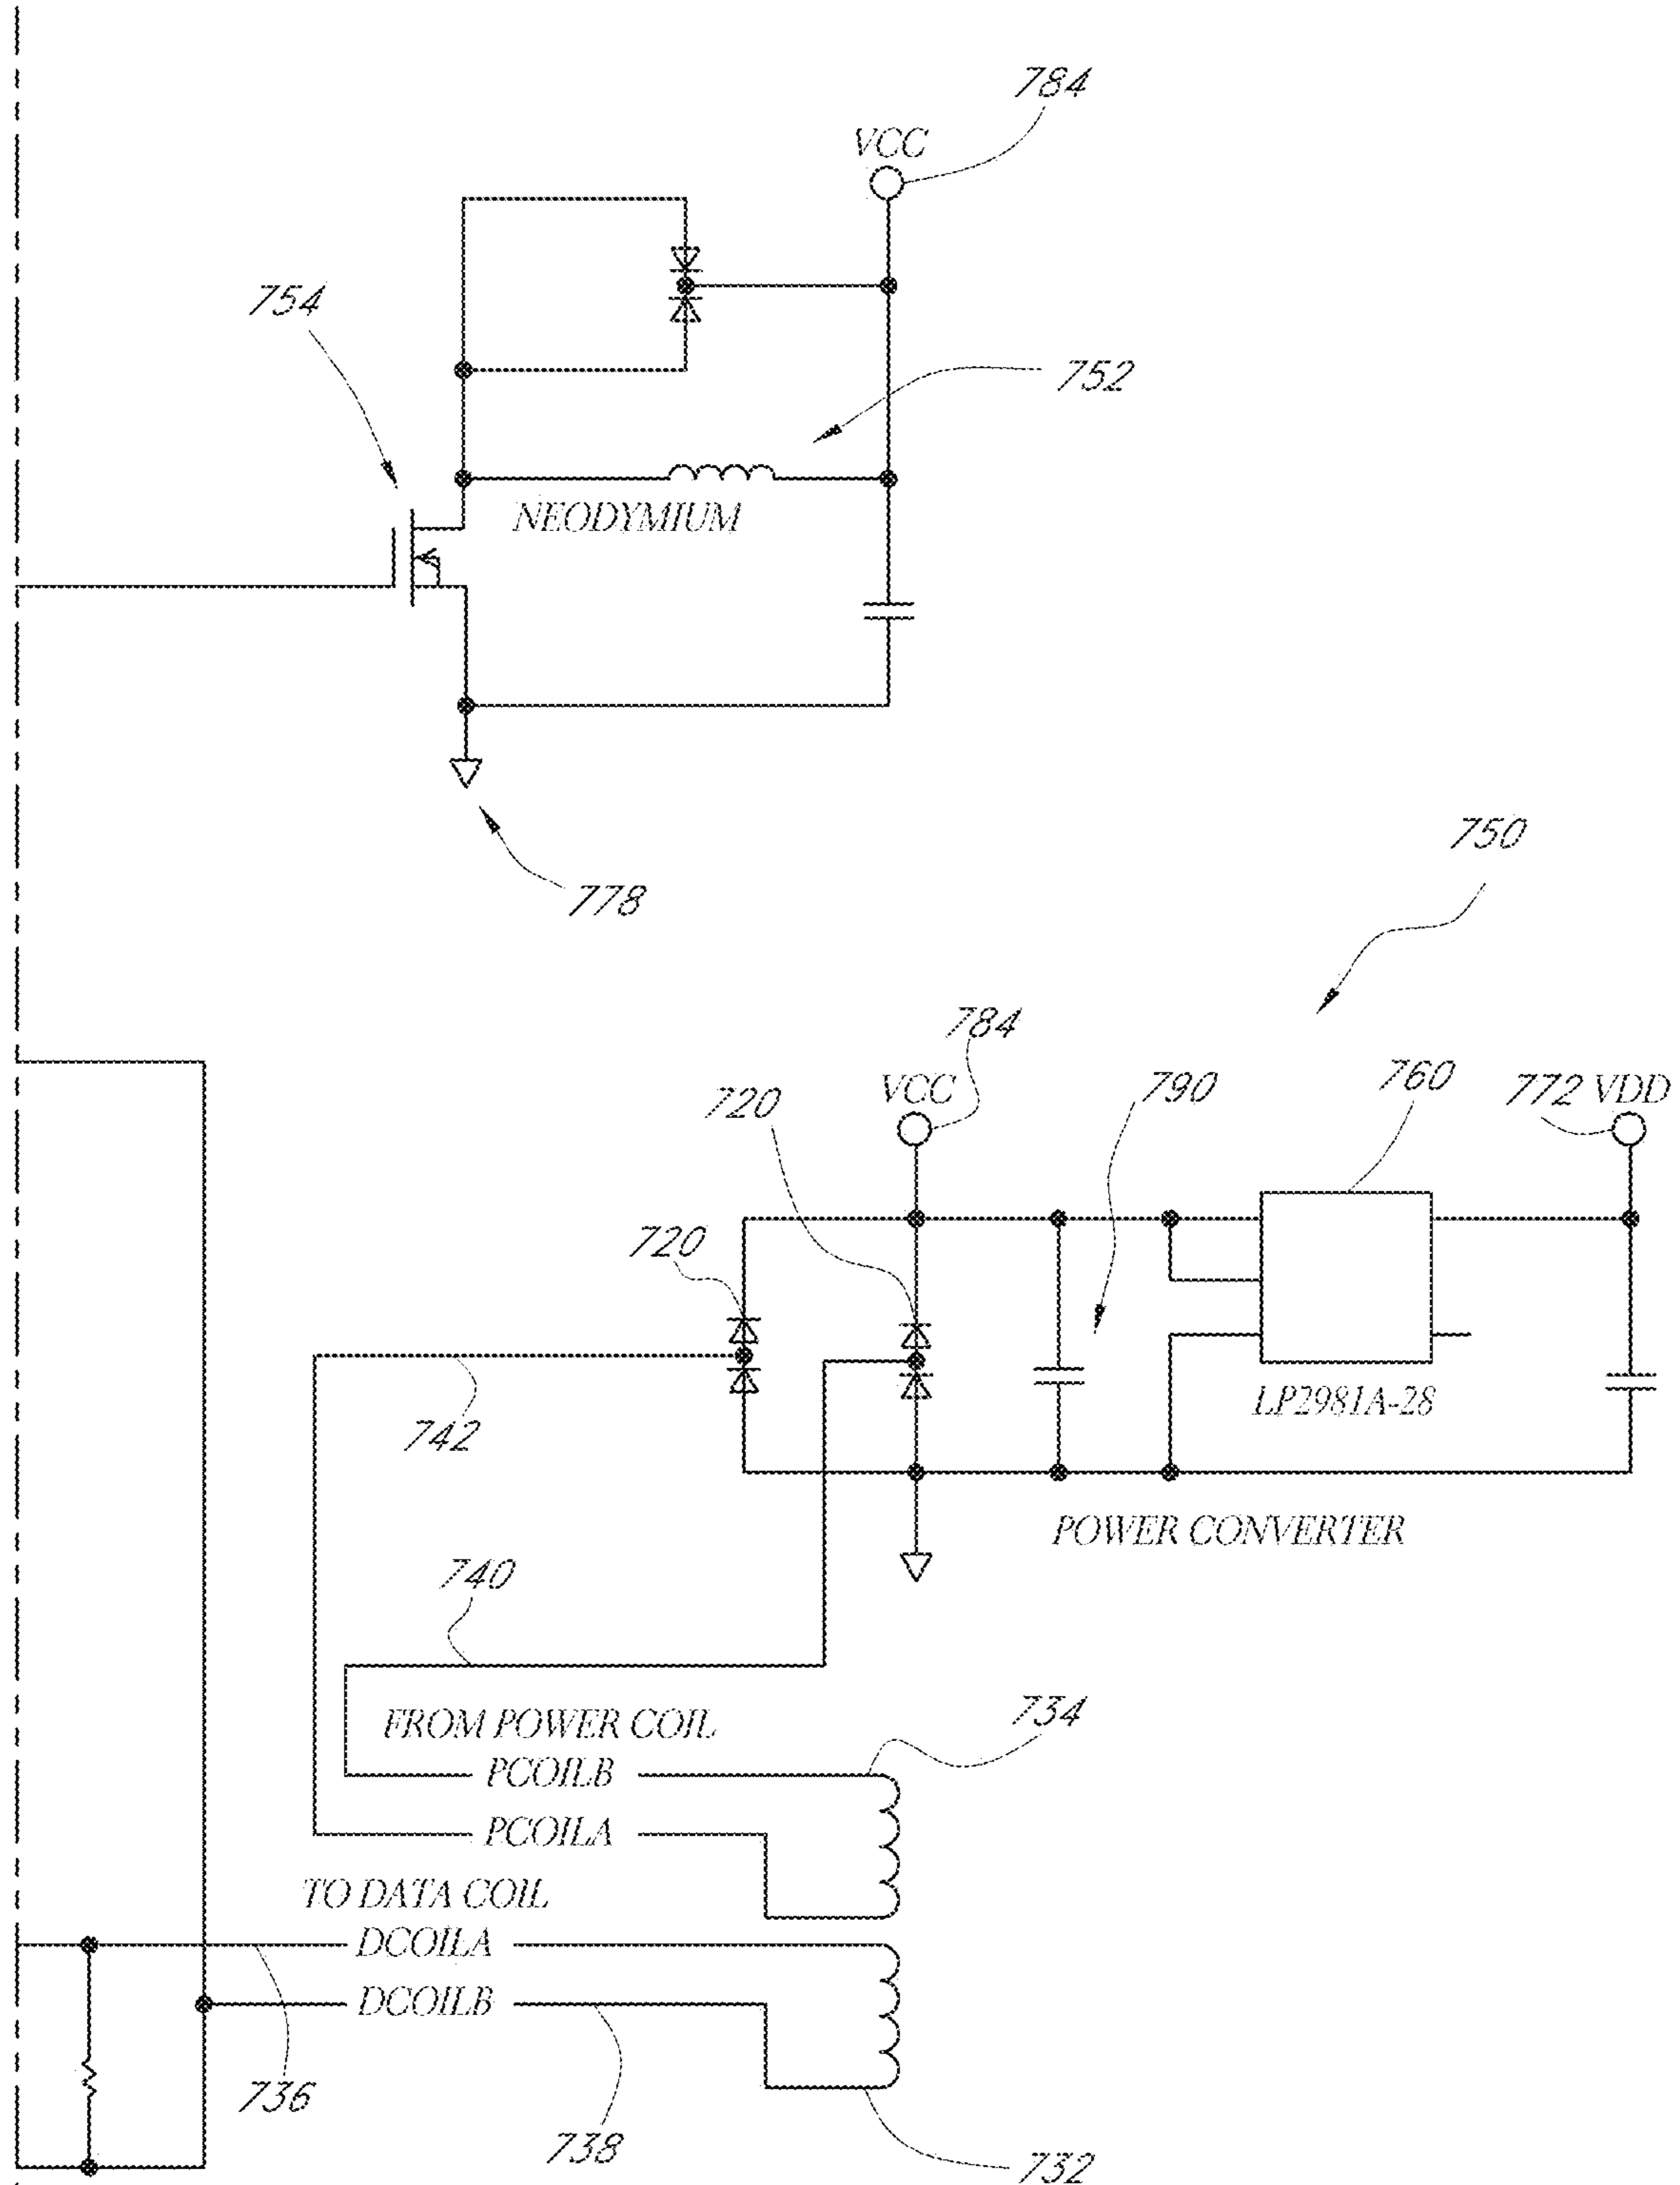 784
VCC
754
752
NEODYMIUM
778
750
784
VCC
720
790
760
772 VDD
720
742
LP2981A-28
POWER CONVERTER
740
FROM POWER COIL
734
PCOILB
PCOILA
TO DATA COIL
DCOILA
DCOILB
736
738
732